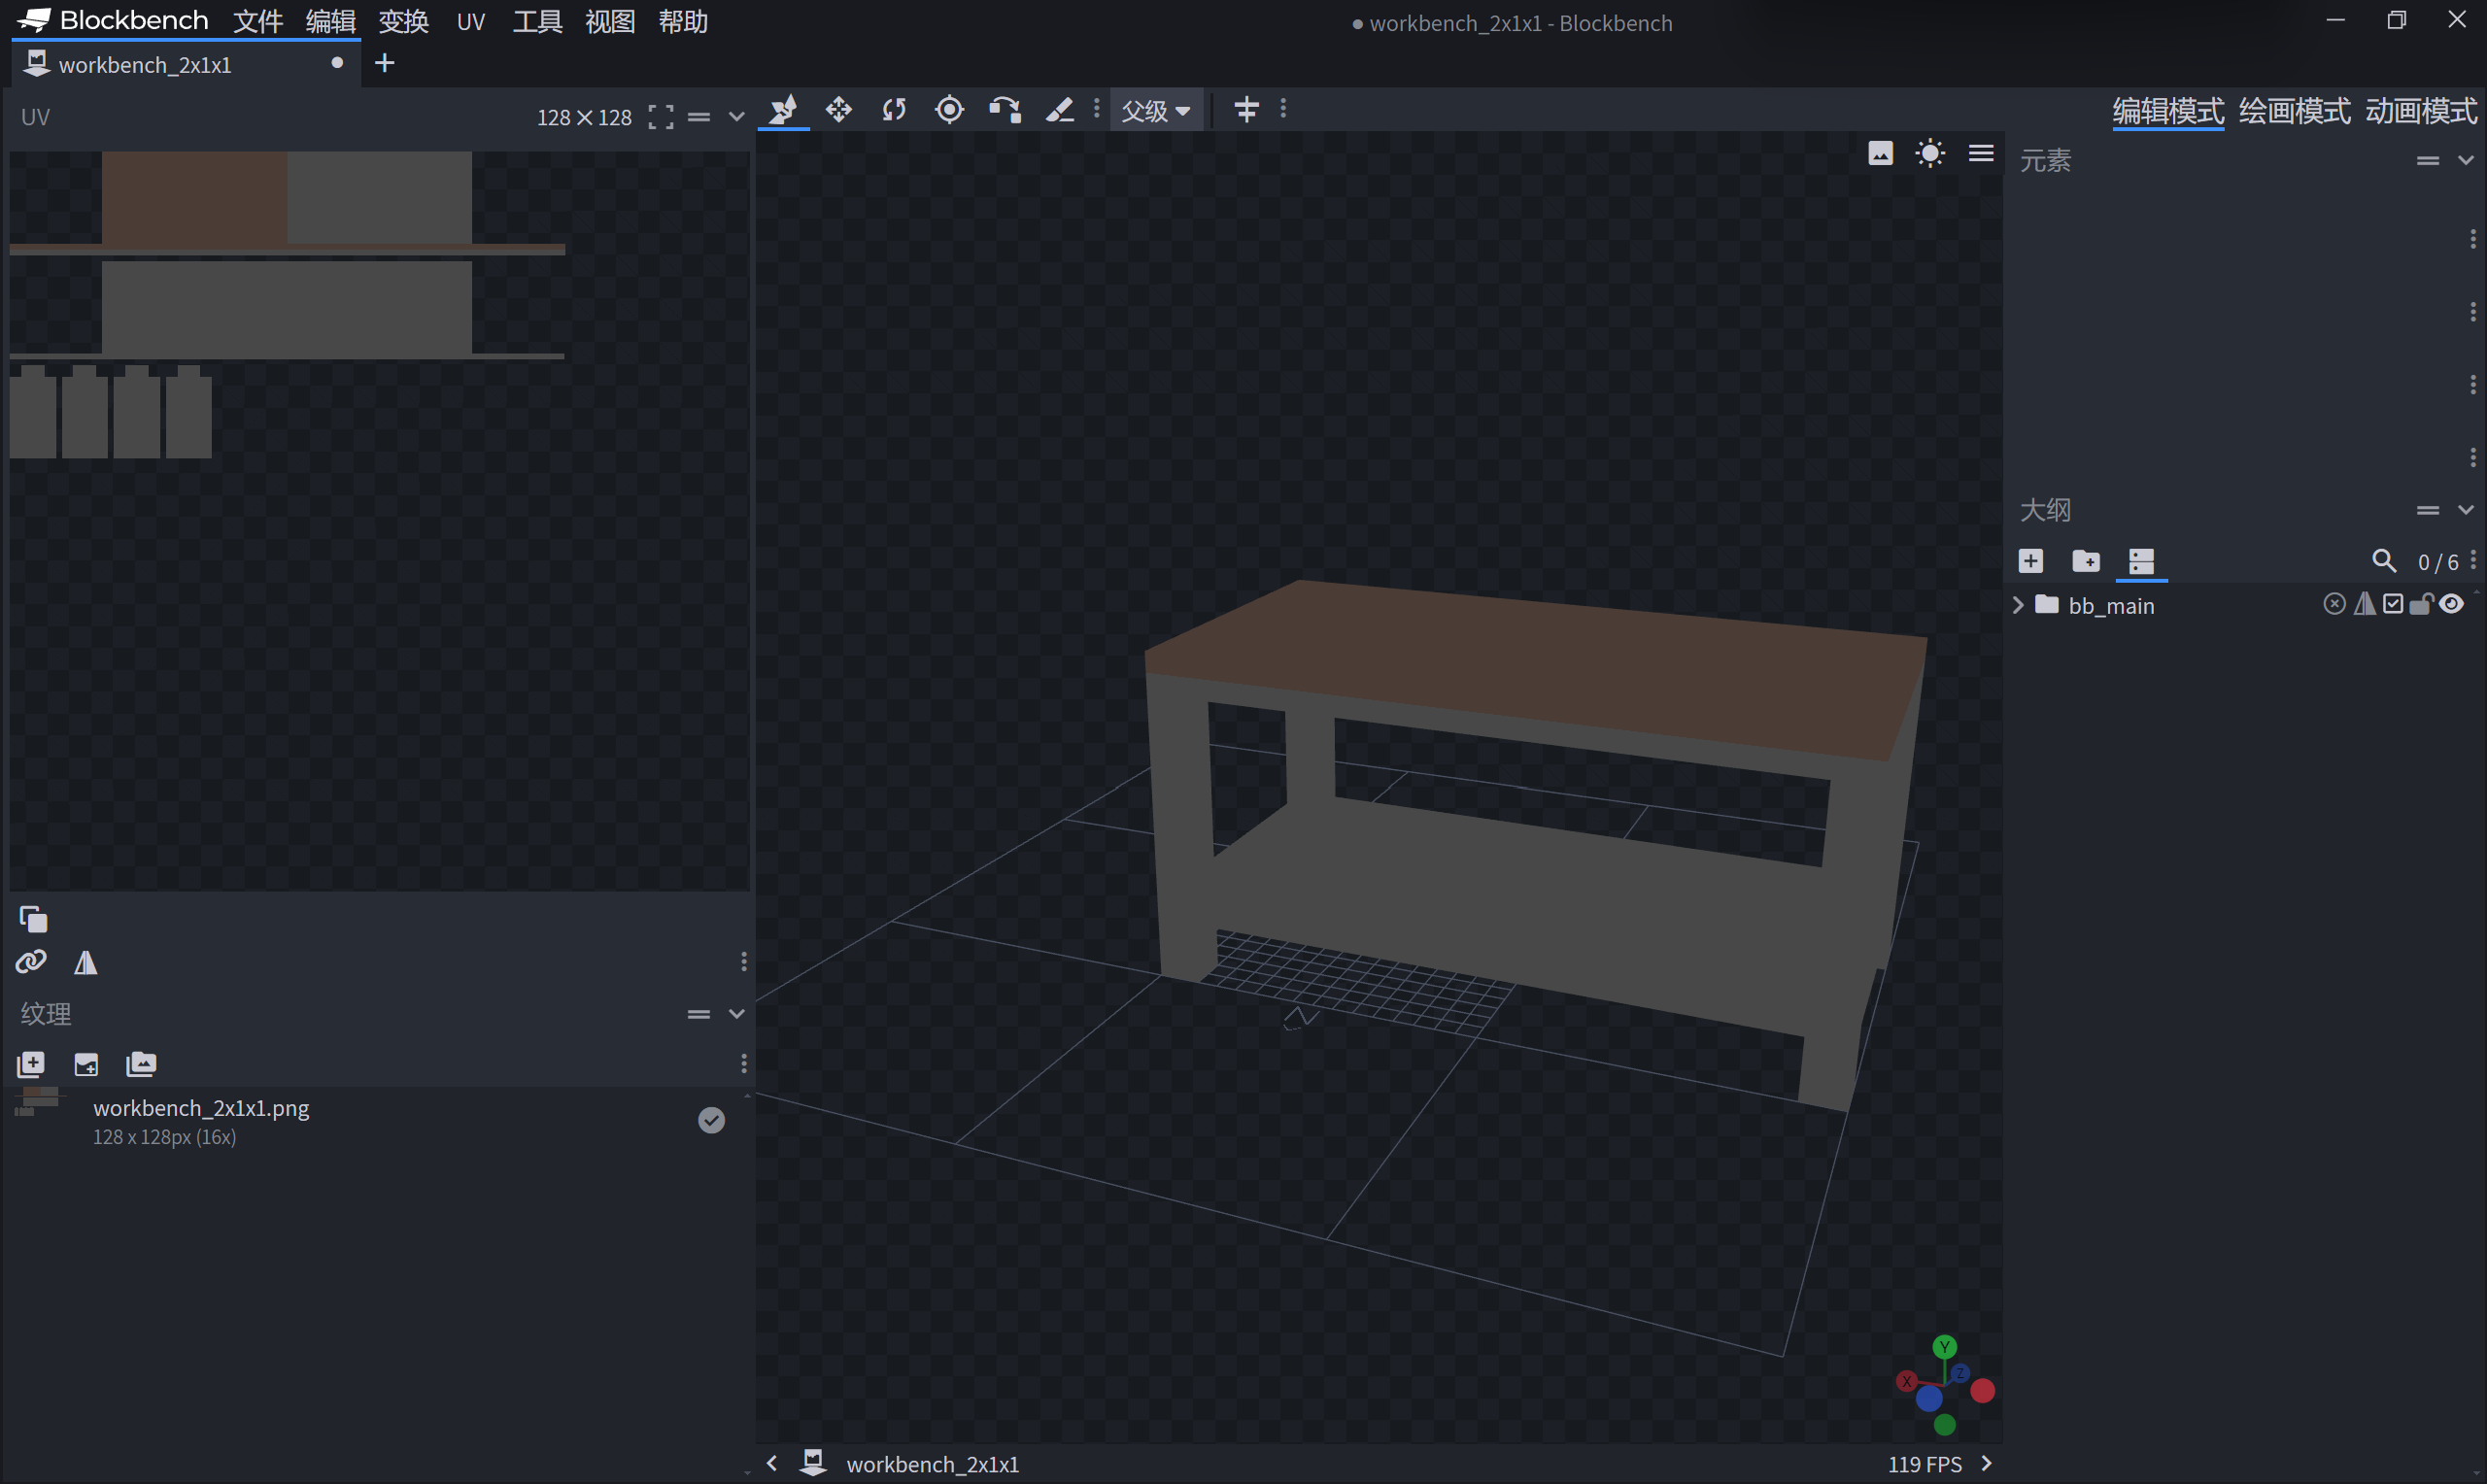 Blockbench 文件 编辑 变换 UV 工具 视图 帮助
● workbench_2x1x1 - Blockbench
workbench_2x1x1
UV 128×128
父级
编辑模式 绘画模式 动画模式
元素
大纲
0 / 6
bb_main
纹理
workbench_2x1x1.png
128 x 128px (16x)
Y
X
Z
workbench_2x1x1
119 FPS